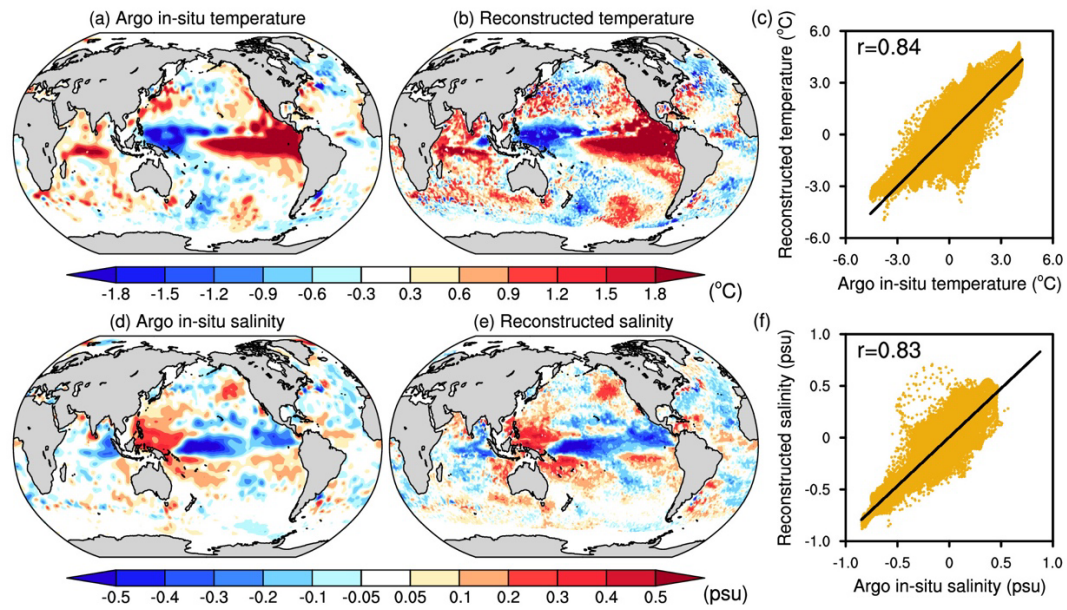 (a) Argo in-situ temperature
(b) Reconstructed temperature
(c)
Reconstructed temperature (°C)
6.0
3.0
0
-3.0
-6.0
r=0.84
-6.0 -3.0 0 3.0 6.0
Argo in-situ temperature (°C)
-1.8 -1.5 -1.2 -0.9 -0.6 -0.3 0.3 0.6 0.9 1.2 1.5 1.8 (°C)
(d) Argo in-situ salinity
(e) Reconstructed salinity
(f)
Reconstructed salinity (psu)
1.0
0.5
0
-0.5
-1.0
r=0.83
-1.0 -0.5 0 0.5 1.0
Argo in-situ salinity (psu)
-0.5 -0.4 -0.3 -0.2 -0.1 -0.05 0.05 0.1 0.2 0.3 0.4 0.5 (psu)